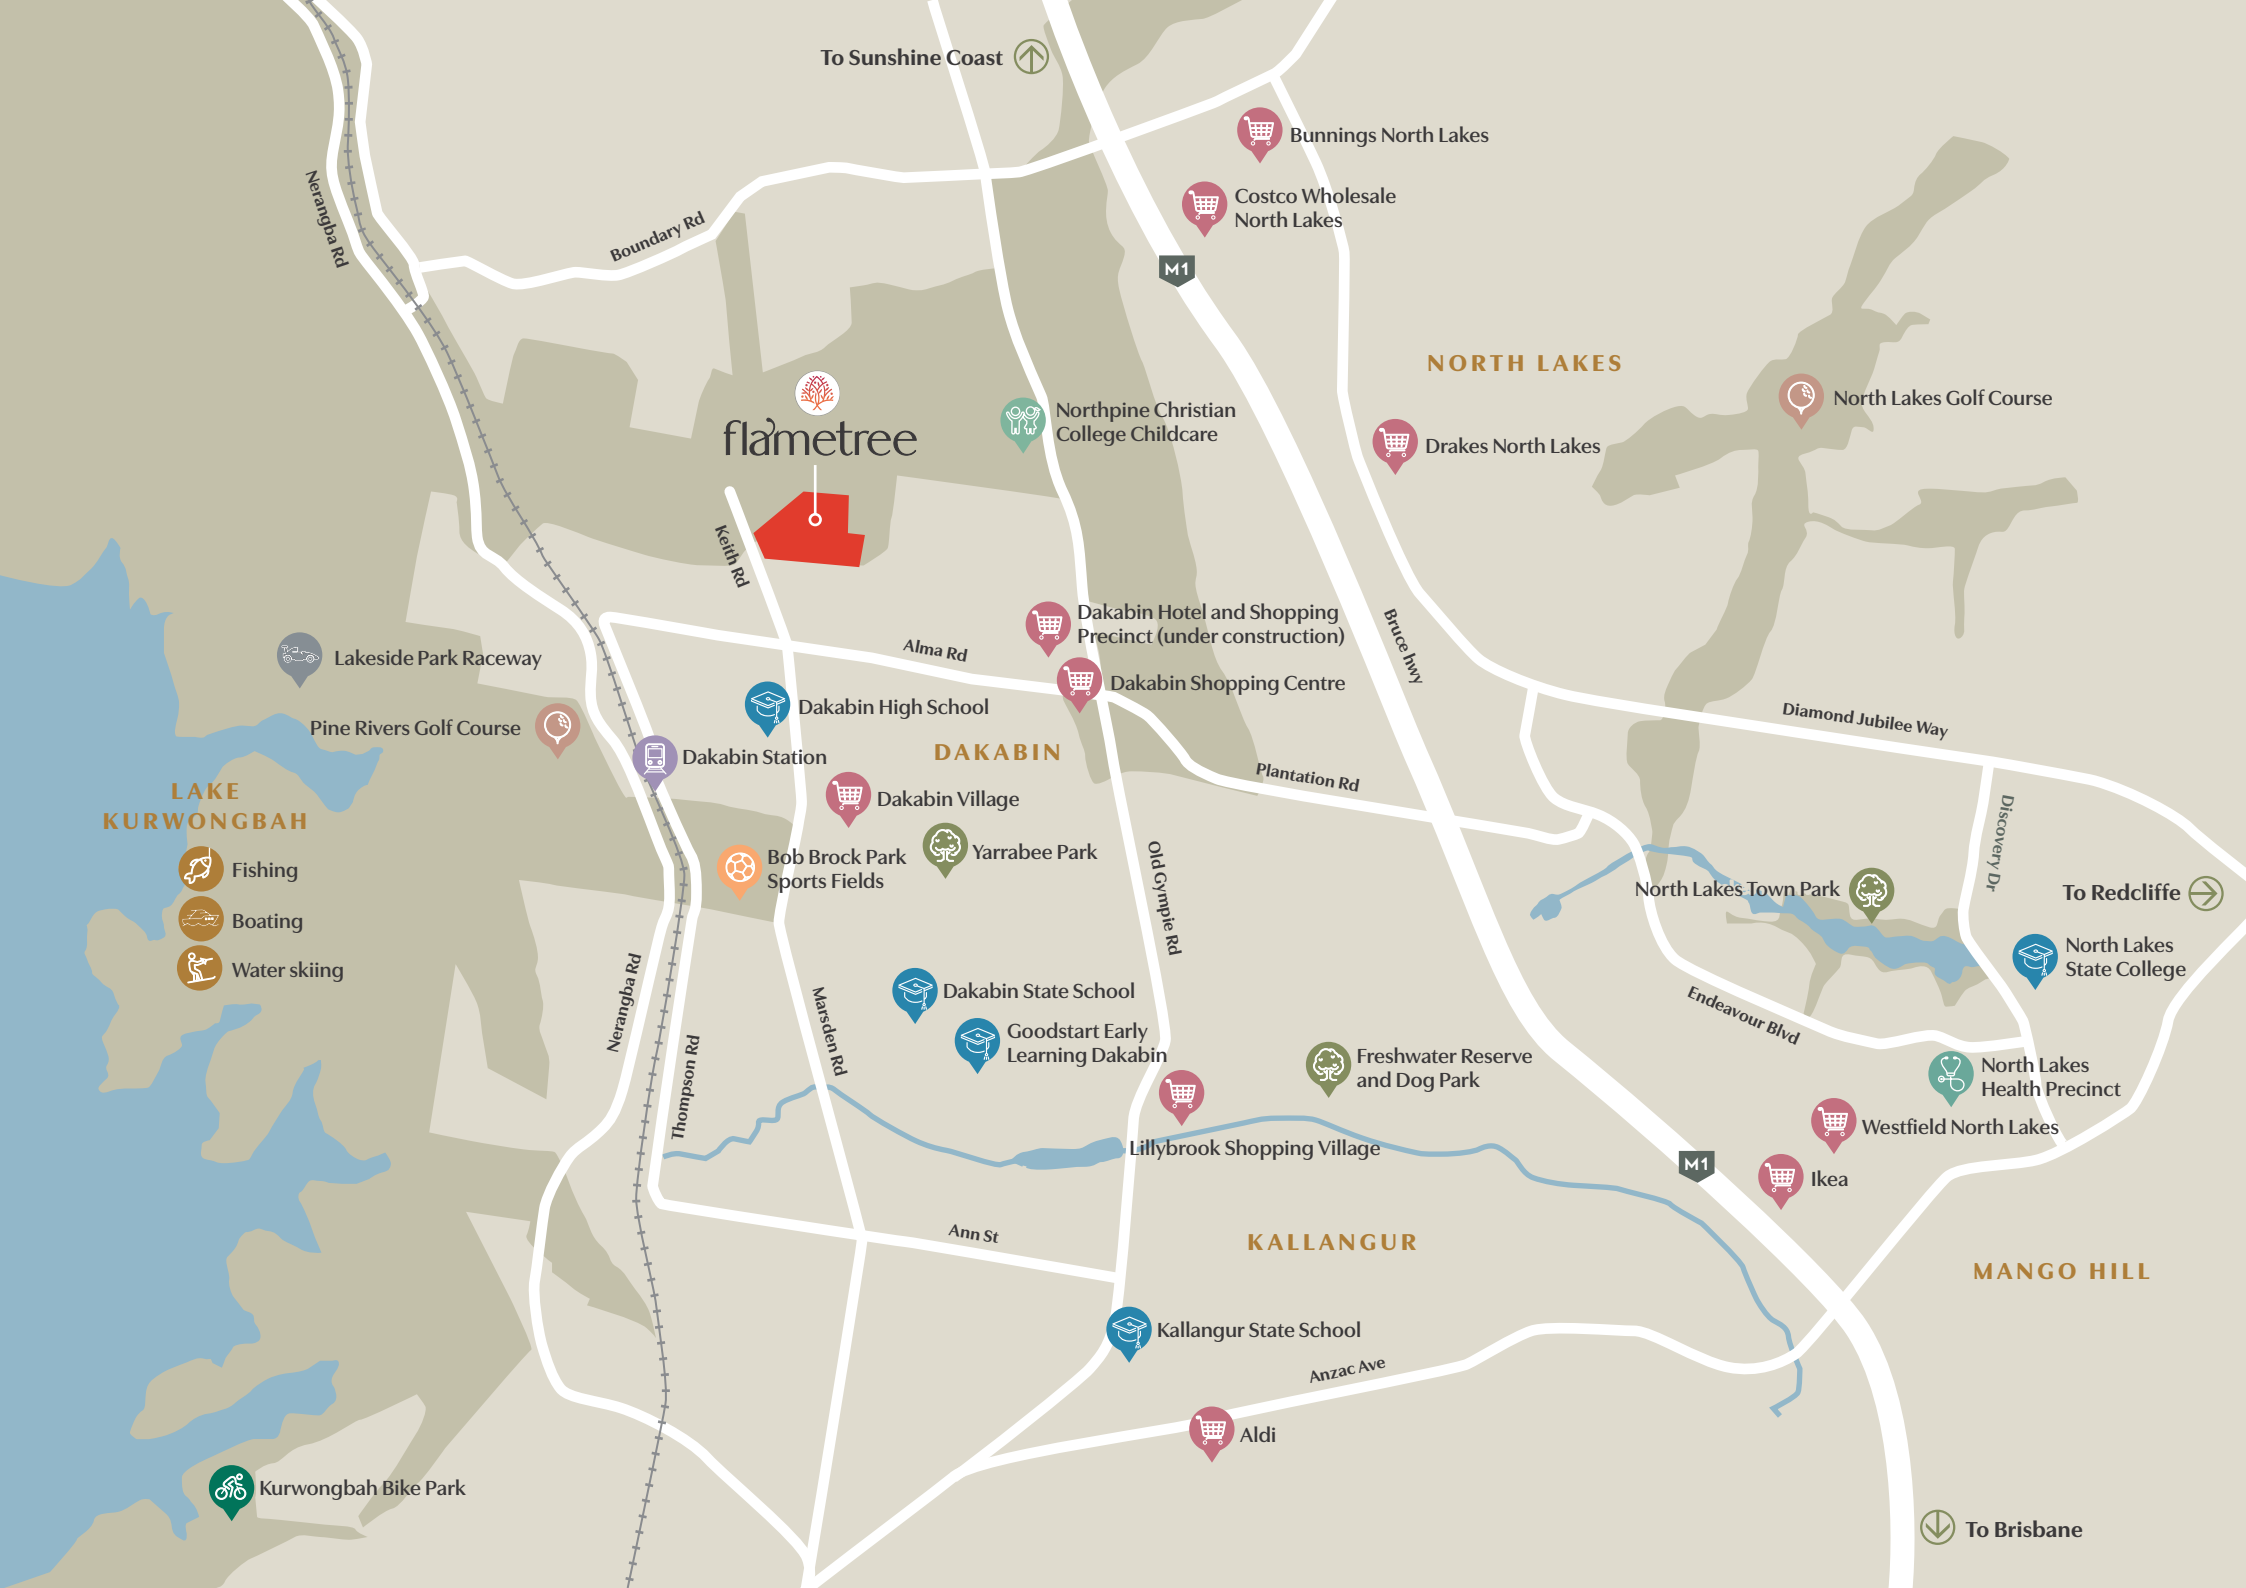 To Sunshine Coast
Bunnings North Lakes
Costco Wholesale
North Lakes
Nerangba Rd
Boundary Rd
M1
NORTH LAKES
North Lakes Golf Course
flametree
Northpine Christian
College Childcare
Drakes North Lakes
Keith Rd
Dakabin Hotel and Shopping
Precinct (under construction)
Bruce hwy
Alma Rd
Lakeside Park Raceway
Dakabin Shopping Centre
Dakabin High School
Pine Rivers Golf Course
Diamond Jubilee Way
DAKABIN
Dakabin Station
Plantation Rd
LAKE
KURWONGBAH
Dakabin Village
Discovery Dr
Yarrabee Park
Bob Brock Park
Sports Fields
Fishing
Old Gympie Rd
North Lakes Town Park
To Redcliffe
Boating
North Lakes
State College
Water skiing
Nerangba Rd
Marsden Rd
Dakabin State School
Endeavour Blvd
Goodstart Early
Learning Dakabin
Thompson Rd
Freshwater Reserve
and Dog Park
North Lakes
Health Precinct
Westfield North Lakes
Lillybrook Shopping Village
M1
Ikea
Ann St
KALLANGUR
MANGO HILL
Kallangur State School
Anzac Ave
Aldi
Kurwongbah Bike Park
To Brisbane